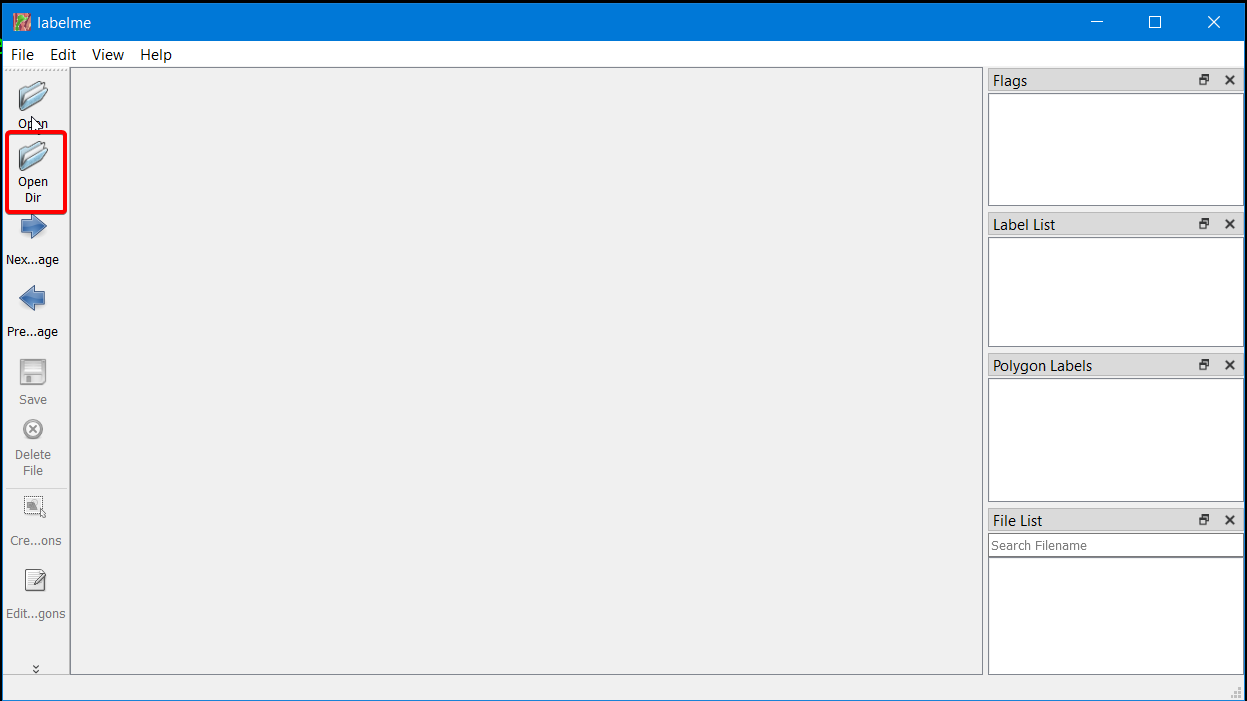 labelme
File Edit View Help
Open
Open
Dir
Nex...age
Pre...age
Save
Delete
File
Cre...ons
Edit...gons
Flags
Label List
Polygon Labels
File List
Search Filename